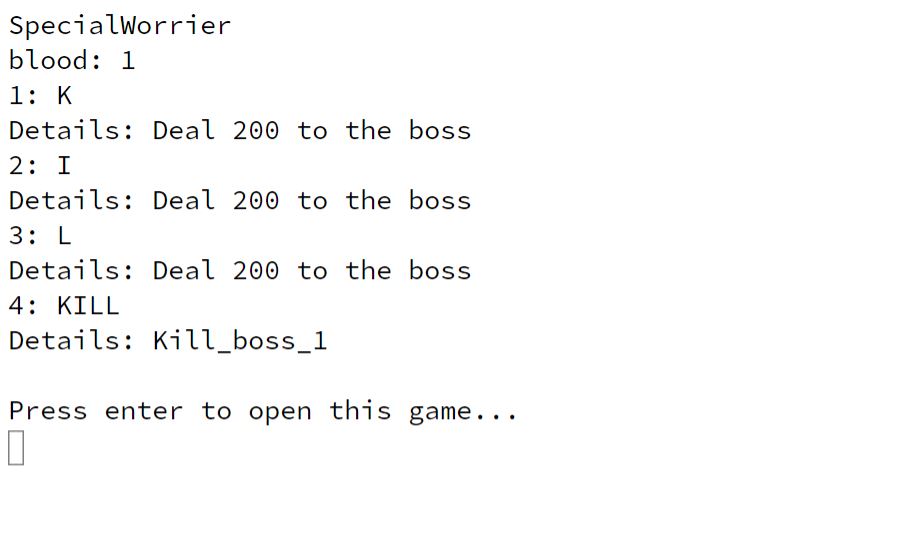 SpecialWorrier
blood: 1
1: K
Details: Deal 200 to the boss
2: I
Details: Deal 200 to the boss
3: L
Details: Deal 200 to the boss
4: KILL
Details: Kill_boss_1
Press enter to open this game...